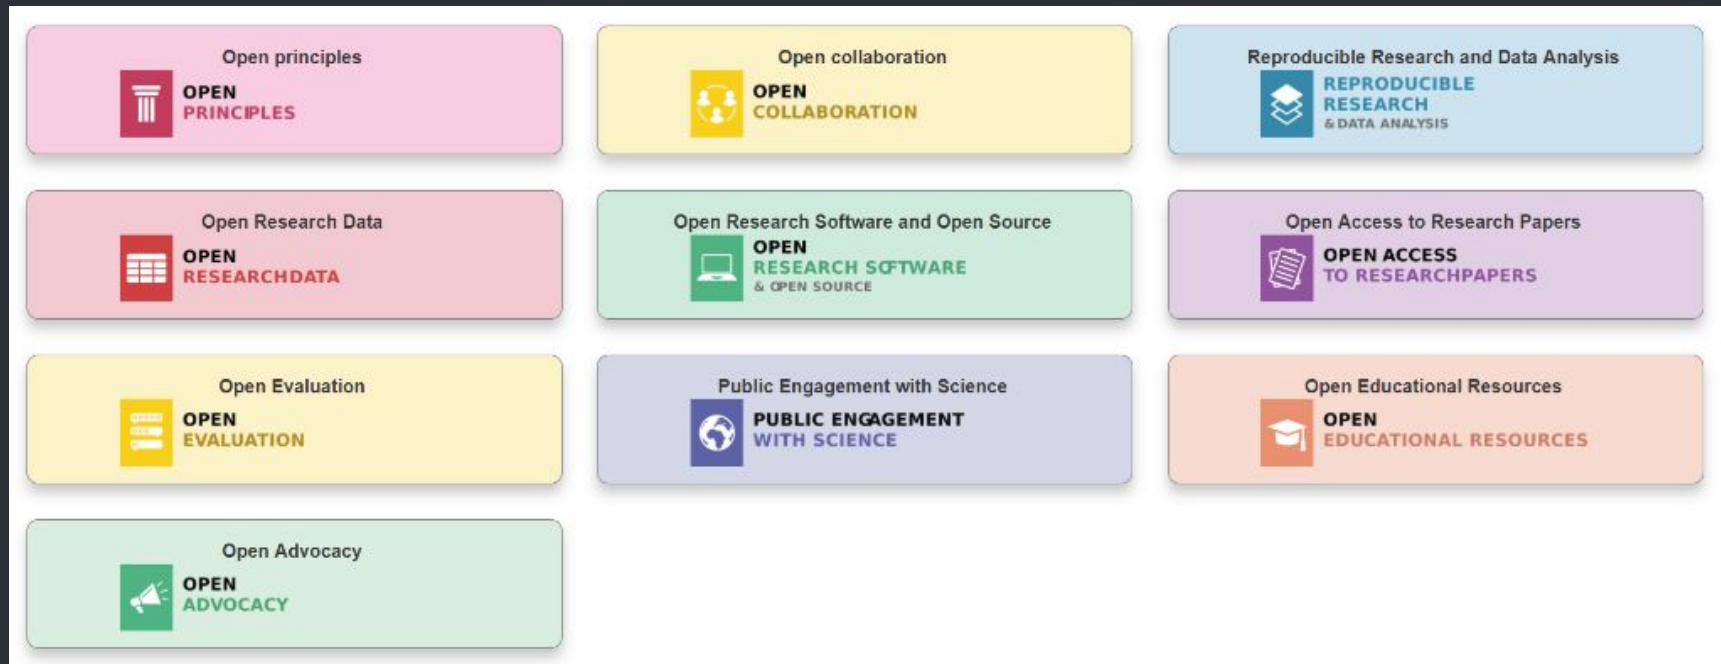 Open principles
OPEN
PRINCIPLES
Open collaboration
OPEN
COLLABORATION
Reproducible Research and Data Analysis
REPRODUCIBLE
RESEARCH
& DATA ANALYSIS
Open Research Data
OPEN
RESEARCHDATA
Open Research Software and Open Source
OPEN
RESEARCH SOFTWARE
& OPEN SOURCE
Open Access to Research Papers
OPEN ACCESS
TO RESEARCHPAPERS
Open Evaluation
OPEN
EVALUATION
Public Engagement with Science
PUBLIC ENGAGEMENT
WITH SCIENCE
Open Educational Resources
OPEN
EDUCATIONAL RESOURCES
Open Advocacy
OPEN
ADVOCACY